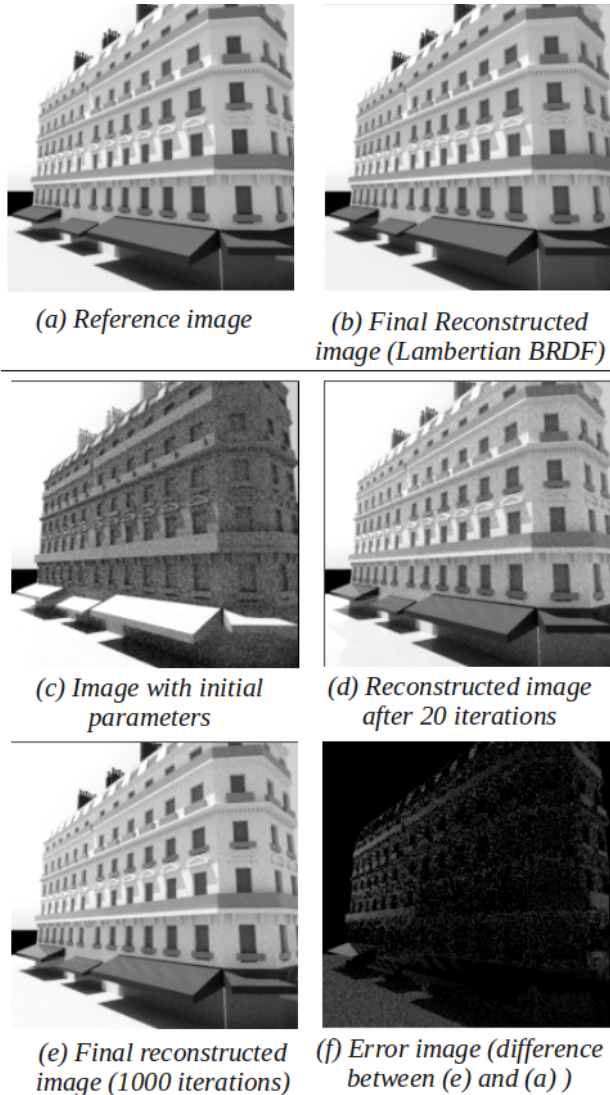 (a) Reference image
(b) Final Reconstructed
image (Lambertian BRDF)
(c) Image with initial
parameters
(d) Reconstructed image
after 20 iterations
(e) Final reconstructed
image (1000 iterations)
(f) Error image (difference
between (e) and (a) )